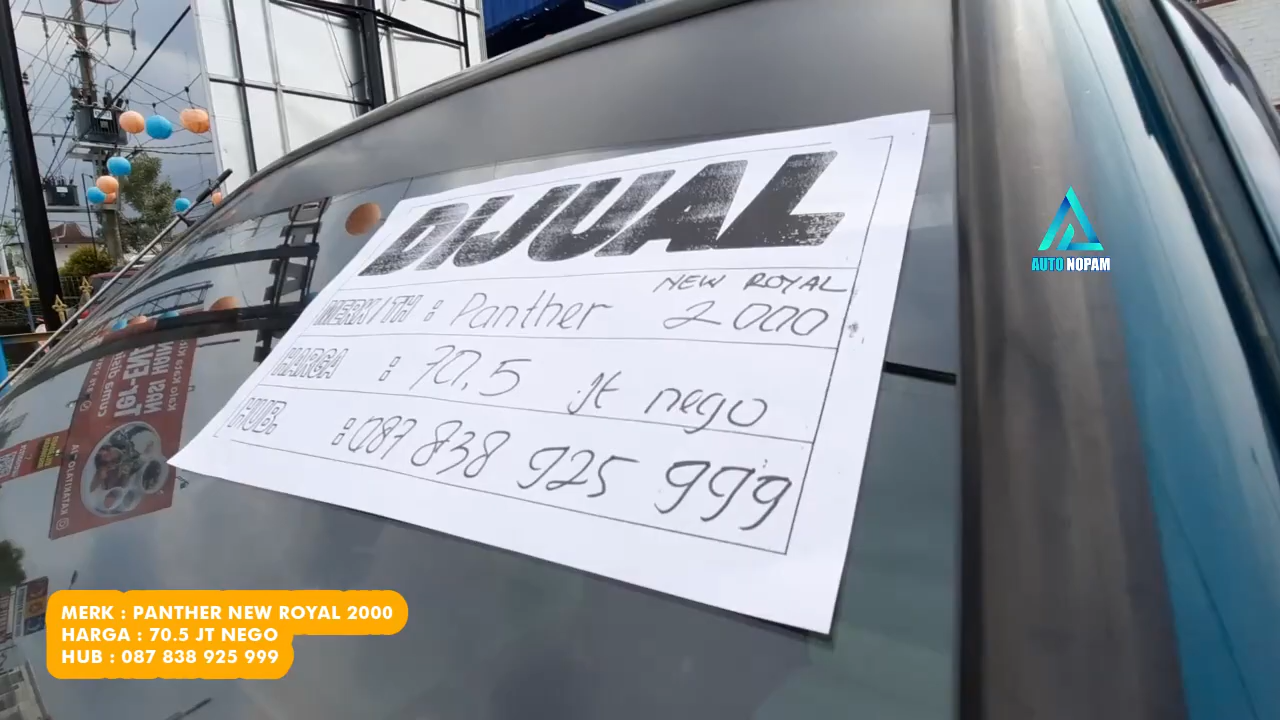 DIJUAL
NEW ROYAL
MERK/TH : Panther 2000
HARGA : 70.5 jt nego
HUB. : 087 838 925 999
AUTO NOPAM
MERK : PANTHER NEW ROYAL 2000
HARGA : 70.5 JT NEGO
HUB : 087 838 925 999